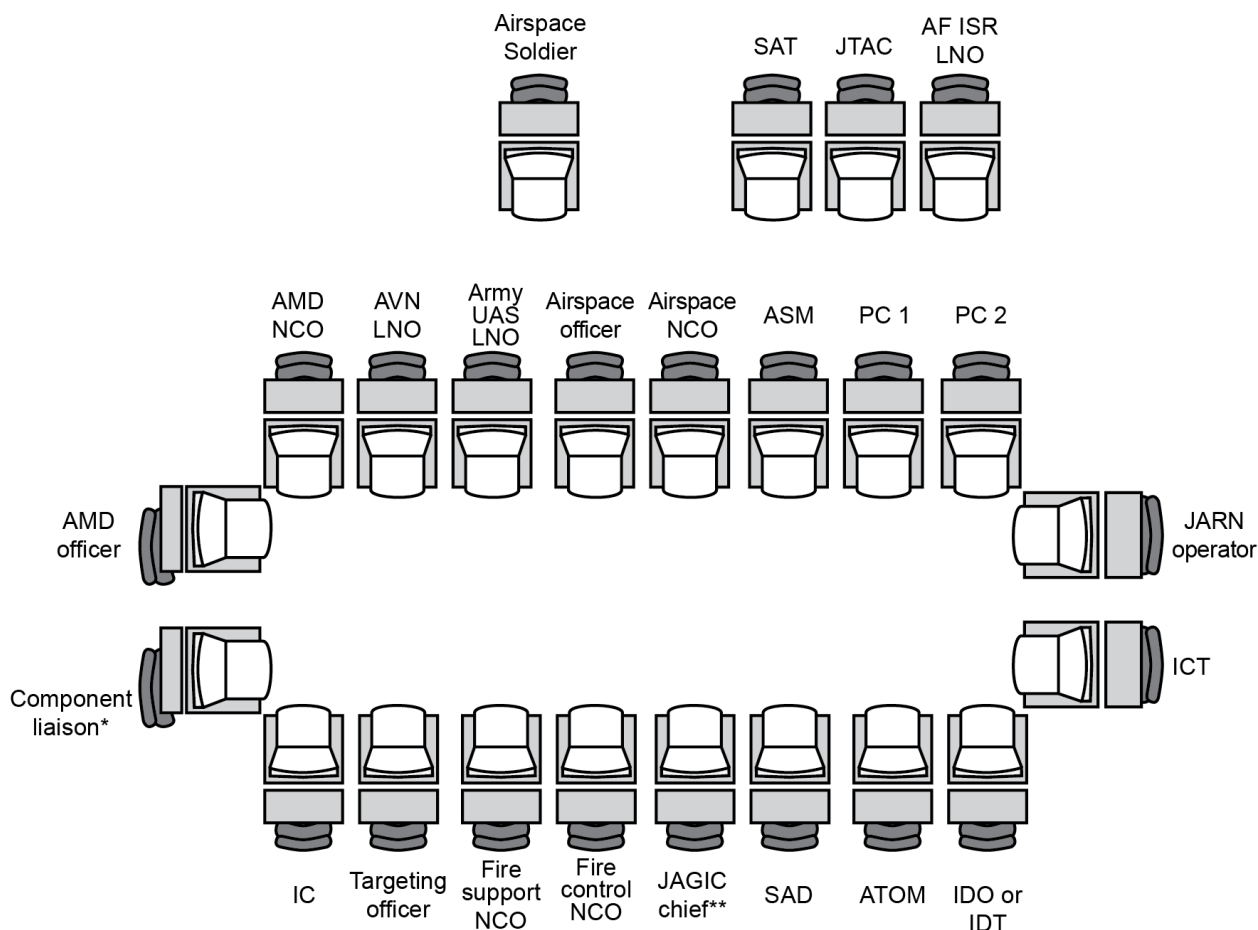 Airspace
Soldier
SAT
JTAC
AF ISR
LNO
AMD
NCO
AVN
LNO
Army
UAS
LNO
Airspace
officer
Airspace
NCO
ASM
PC 1
PC 2
AMD
officer
JARN
operator
Component
liaison*
ICT
IC
Targeting
officer
Fire
support
NCO
Fire
control
NCO
JAGIC
chief**
SAD
ATOM
IDO or
IDT